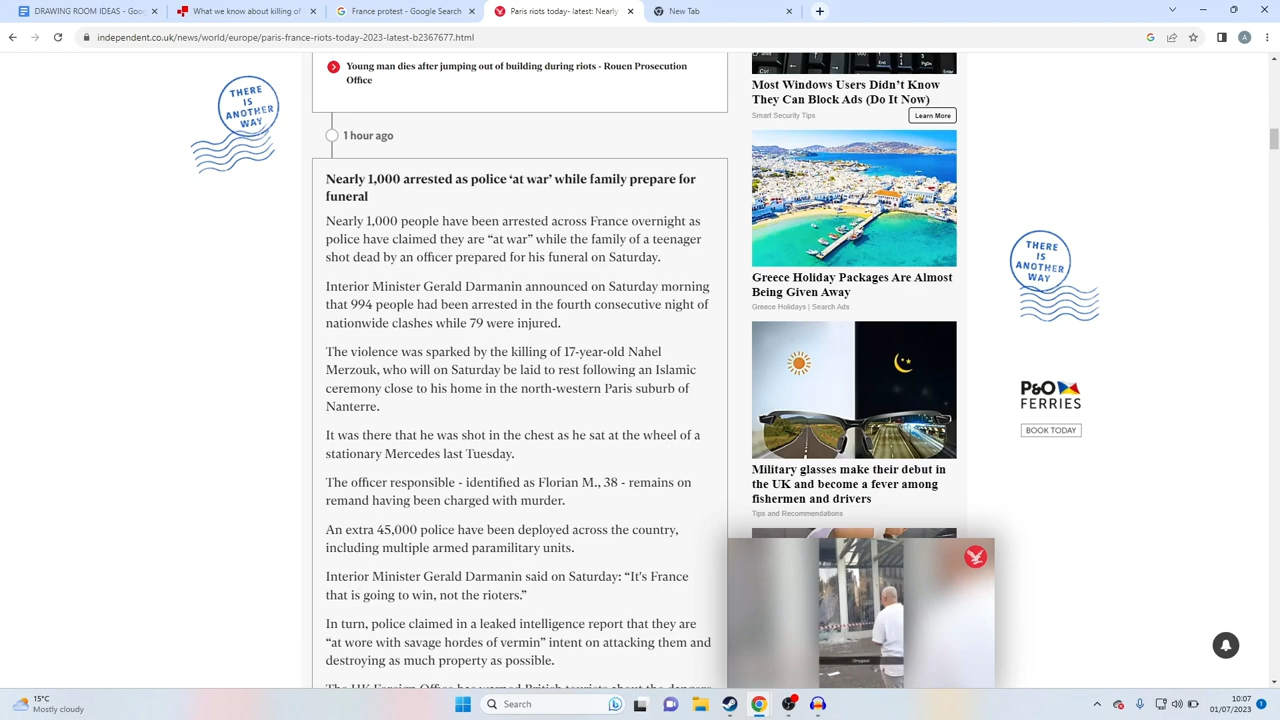 DRAWING ROOM IDEAS - Googl
What we know about killing of
France protest - Google Search
France riots - latest: Nearly 1,0
New Tab
independent.co.uk/news/world/europe/paris-france-riots-today-2023-latest-b2367677.html
A
Young man dies after jumping out of building during riots - Rouen Prosecution
Office
THERE
IS
ANOTHER
WAY
1 hour ago
Nearly 1,000 arrested as police ‘at war’ while family prepare for
funeral
Nearly 1,000 people have been arrested across France overnight as
police have claimed they are “at war” while the family of a teenager
shot dead by an officer prepared for his funeral on Saturday.
Interior Minister Gerald Darmanin announced on Saturday morning
that 994 people had been arrested in the fourth consecutive night of
nationwide clashes while 79 were injured.
The violence was sparked by the killing of 17-year-old Nahel
Merzouk, who will on Saturday be laid to rest following an Islamic
ceremony close to his home in the north-western Paris suburb of
Nanterre.
It was there that he was shot in the chest as he sat at the wheel of a
stationary Mercedes last Tuesday.
The officer responsible - identified as Florian M., 38 - remains on
remand having been charged with murder.
An extra 45,000 police have been deployed across the country,
including multiple armed paramilitary units.
Interior Minister Gerald Darmanin said on Saturday: “It's France
that is going to win, not the rioters.”
In turn, police claimed in a leaked intelligence report that they are
“at wore with savage hordes of vermin” intent on attacking them and
destroying as much property as possible.
Ctrl
Enter
Most Windows Users Didn’t Know
They Can Block Ads (Do It Now)
Smart Security Tips
Learn More
Greece Holiday Packages Are Almost
Being Given Away
Greece Holidays | Search Ads
Military glasses make their debut in
the UK and become a fever among
fishermen and drivers
Tips and Recommendations
THERE
IS
ANOTHER
WAY
P&O
FERRIES
BOOK TODAY
15°C
Mostly cloudy
Search
10:07
01/07/2023